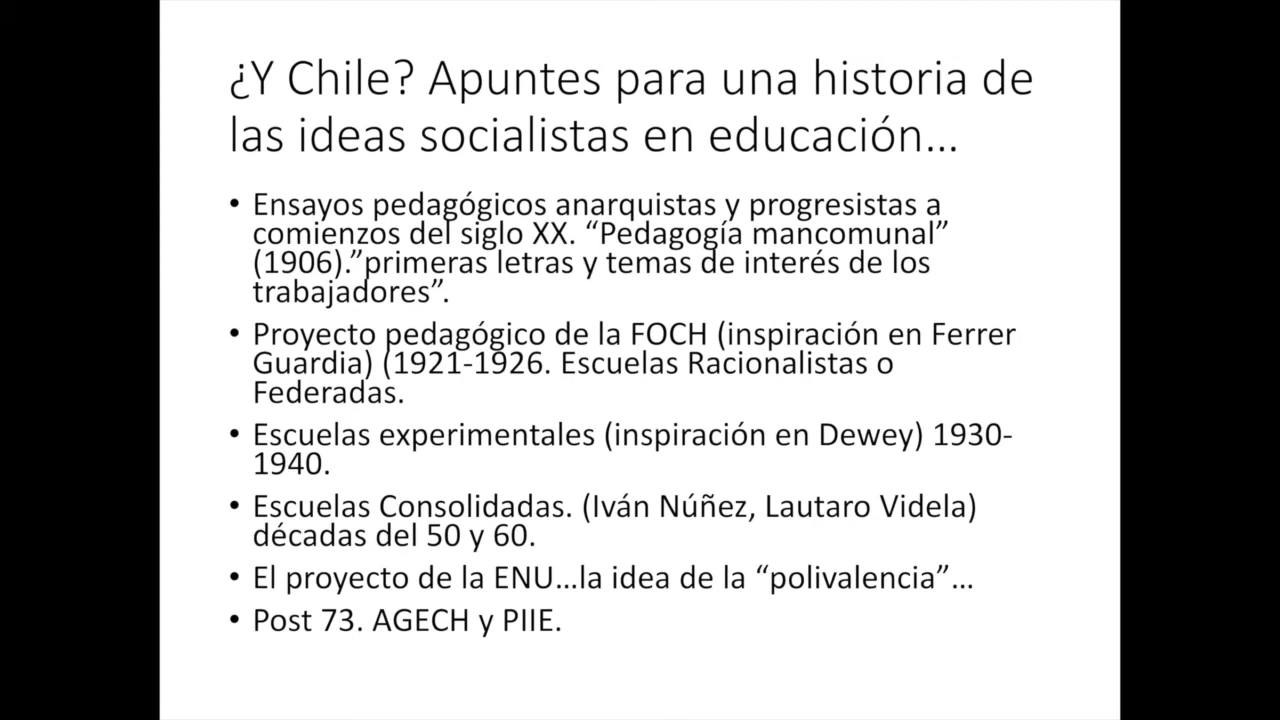 ¿Y Chile? Apuntes para una historia de
las ideas socialistas en educación...
• Ensayos pedagógicos anarquistas y progresistas a
comienzos del siglo XX. “Pedagogía mancomunal”
(1906).”primeras letras y temas de interés de los
trabajadores”.
• Proyecto pedagógico de la FOCH (inspiración en Ferrer
Guardia) (1921-1926. Escuelas Racionalistas o
Federadas.
• Escuelas experimentales (inspiración en Dewey) 1930-
1940.
• Escuelas Consolidadas. (Iván Núñez, Lautaro Videla)
décadas del 50 y 60.
• El proyecto de la ENU...la idea de la “polivalencia”...
• Post 73. AGECH y PIIE.